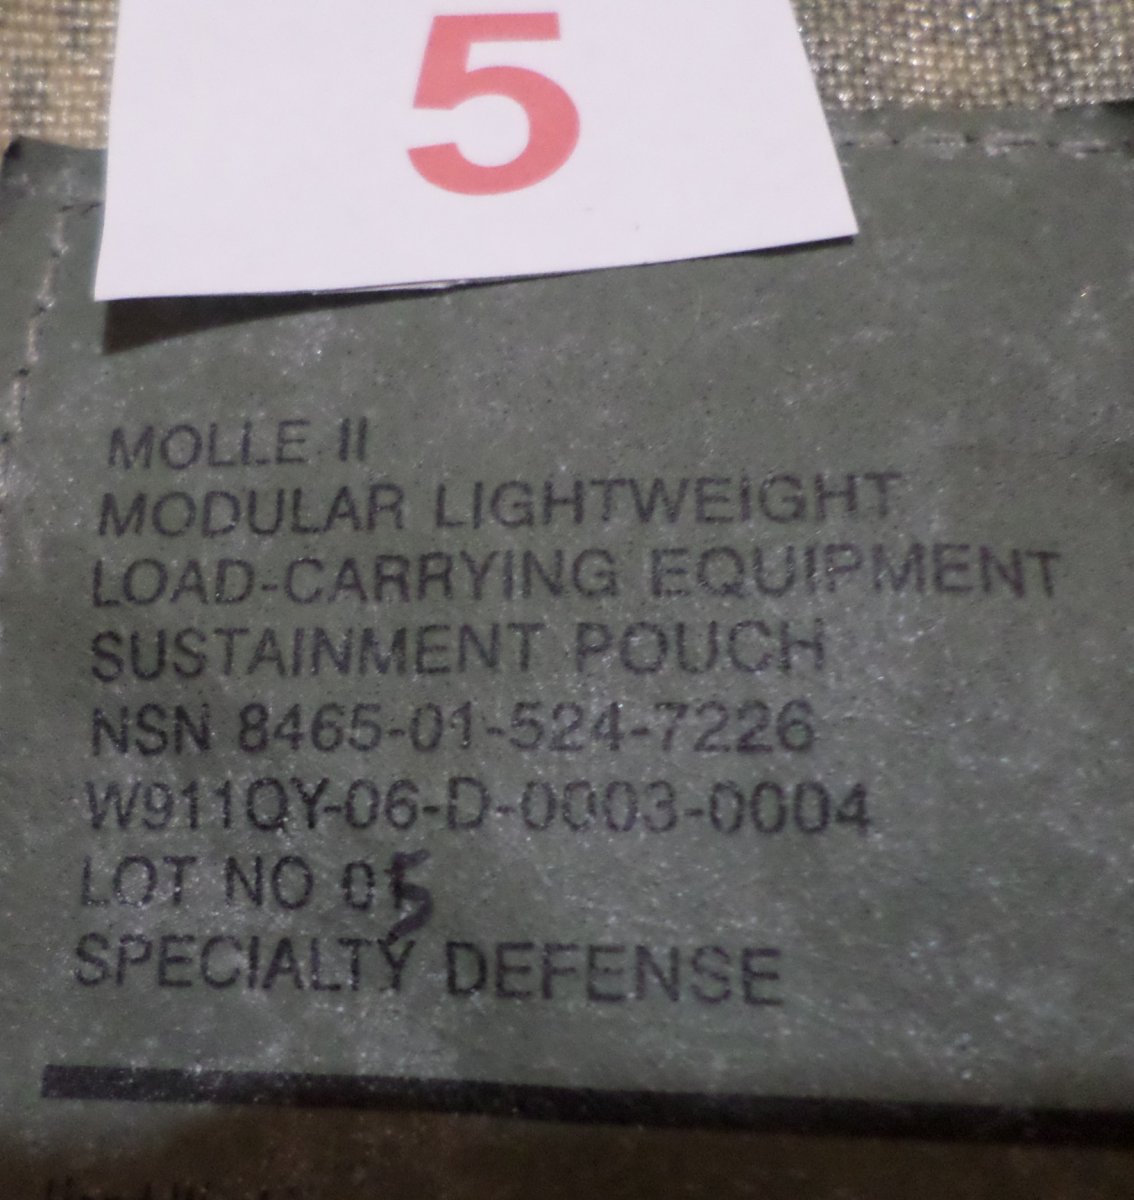 5
MOLLE II
MODULAR LIGHTWEIGHT
LOAD-CARRYING EQUIPMENT
SUSTAINMENT POUCH
NSN 8465-01-524-7226
W911QY-06-D-0003-0004
LOT NO 05
SPECIALTY DEFENSE